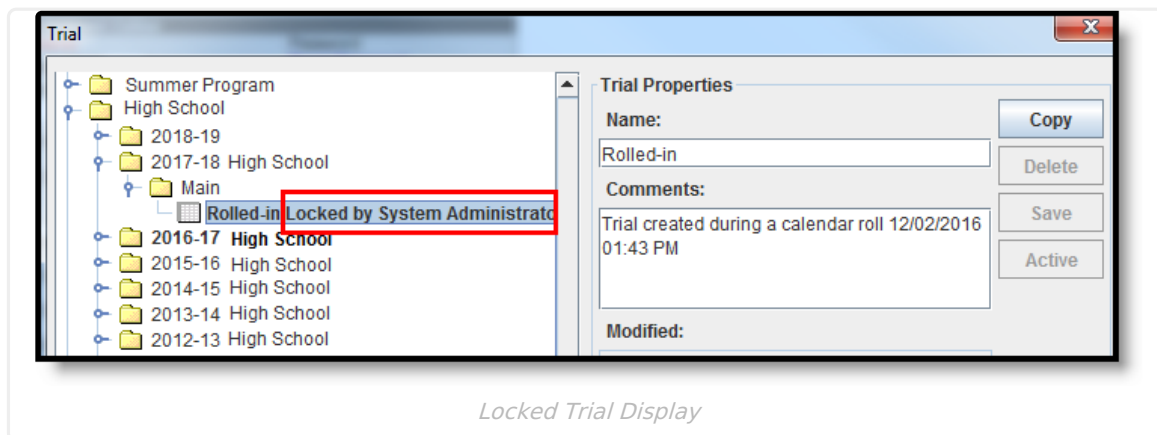 Trial
Summer Program
High School
2018-19
2017-18 High School
Main
Rolled-in Locked by System Administrato
2016-17 High School
2015-16 High School
2014-15 High School
2013-14 High School
2012-13 High School
Trial Properties
Name:
Rolled-in
Comments:
Trial created during a calendar roll 12/02/2016
01:43 PM
Modified:
Copy
Delete
Save
Active
Locked Trial Display